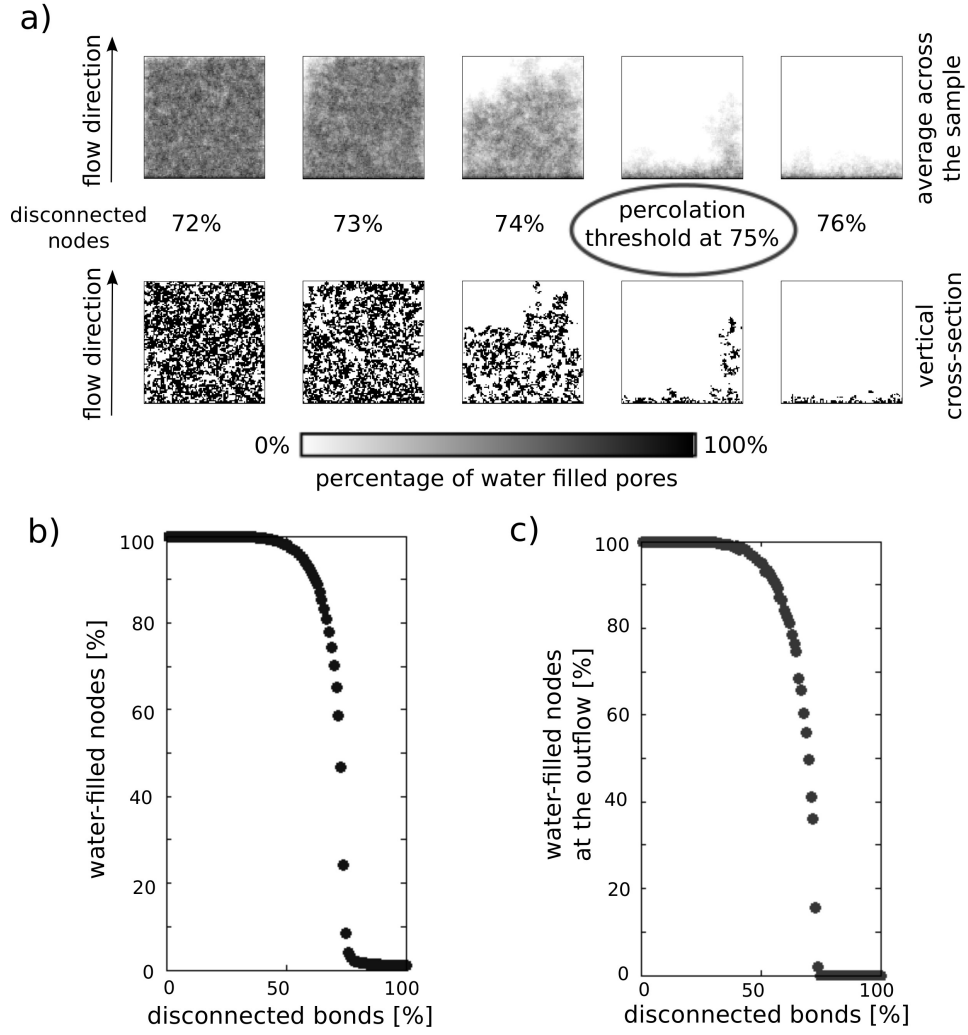 a)
flow direction
average across
the sample
disconnected
nodes
72%
73%
74%
percolation
threshold at 75%
76%
flow direction
vertical
cross-section
0%
100%
percentage of water filled pores
b)
water-filled nodes [%]
100
80
60
40
20
0
0
50
100
disconnected bonds [%]
c)
water-filled nodes
at the outflow [%]
100
80
60
40
20
0
0
50
100
disconnected bonds [%]